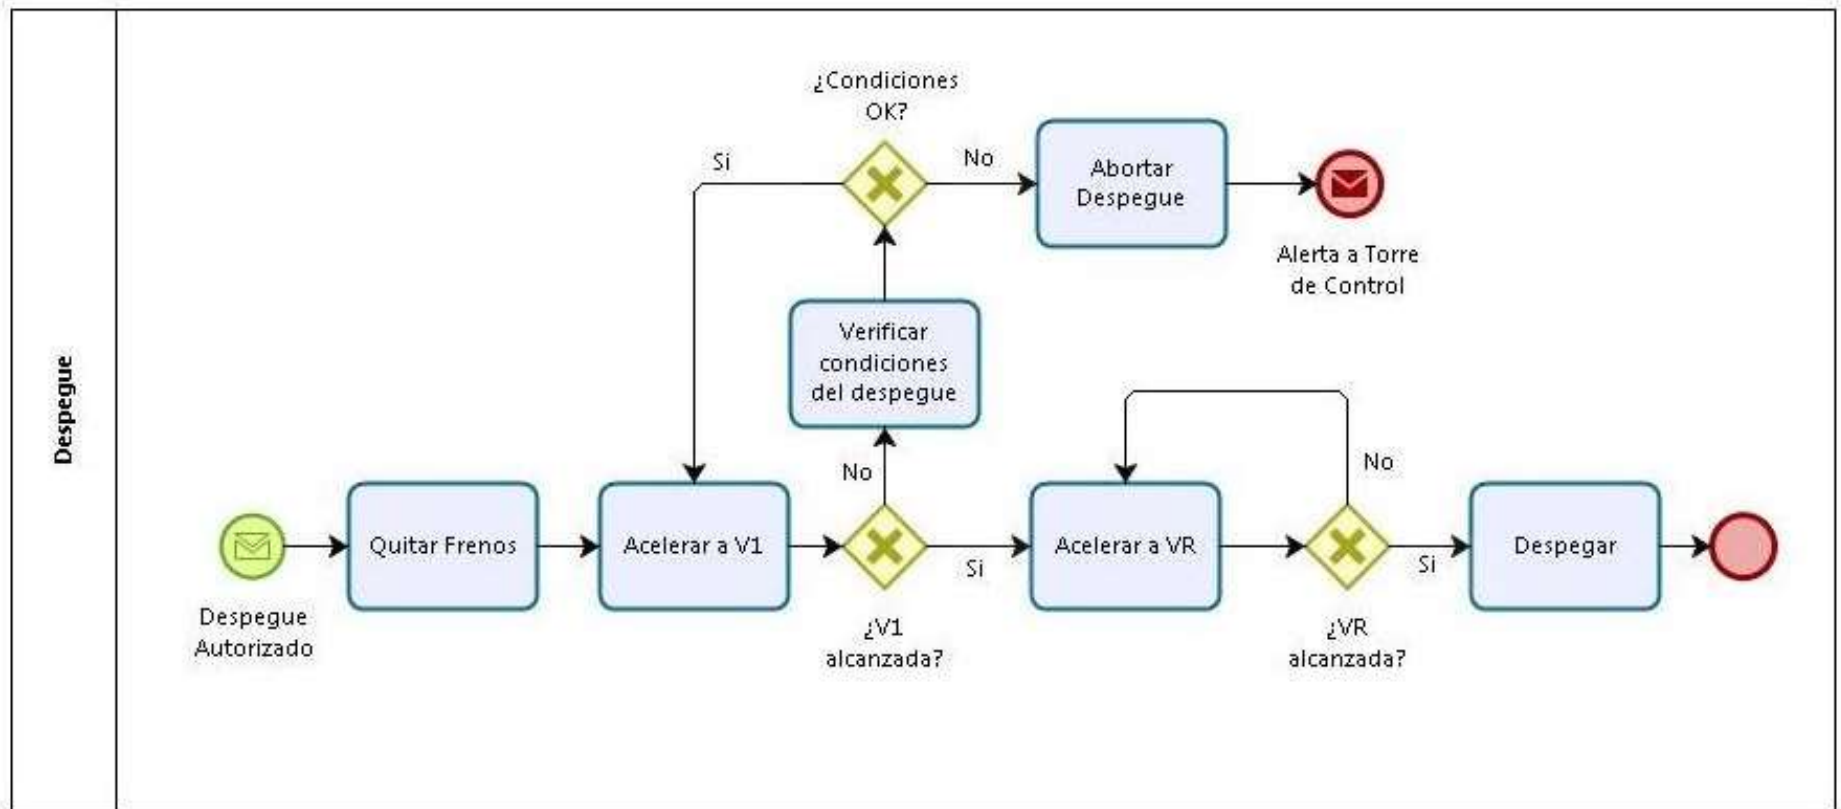 Despegue
¿Condiciones
OK?
Si
No
Abortar
Despegue
Alerta a Torre
de Control
Verificar
condiciones
del despegue
No
No
Quitar Frenos
Acelerar a V1
Si
Acelerar a VR
Si
Despegar
Despegue
Autorizado
¿V1
alcanzada?
¿VR
alcanzada?